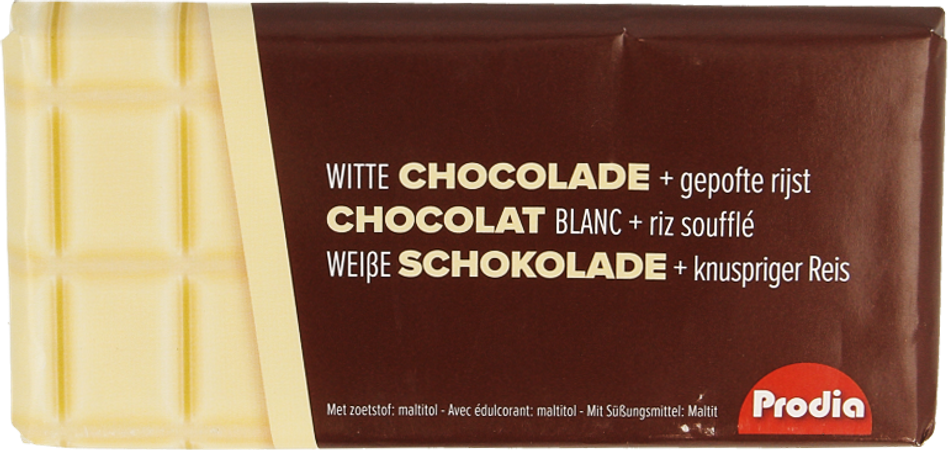 WITTE CHOCOLADE + gepofte rijst
CHOCOLAT BLANC + riz soufflé
WEIβE SCHOKOLADE + knuspriger Reis
Met zoetstof: maltitol - Avec édulcorant: maltitol - Mit Süßungsmittel: Maltit
Prodia